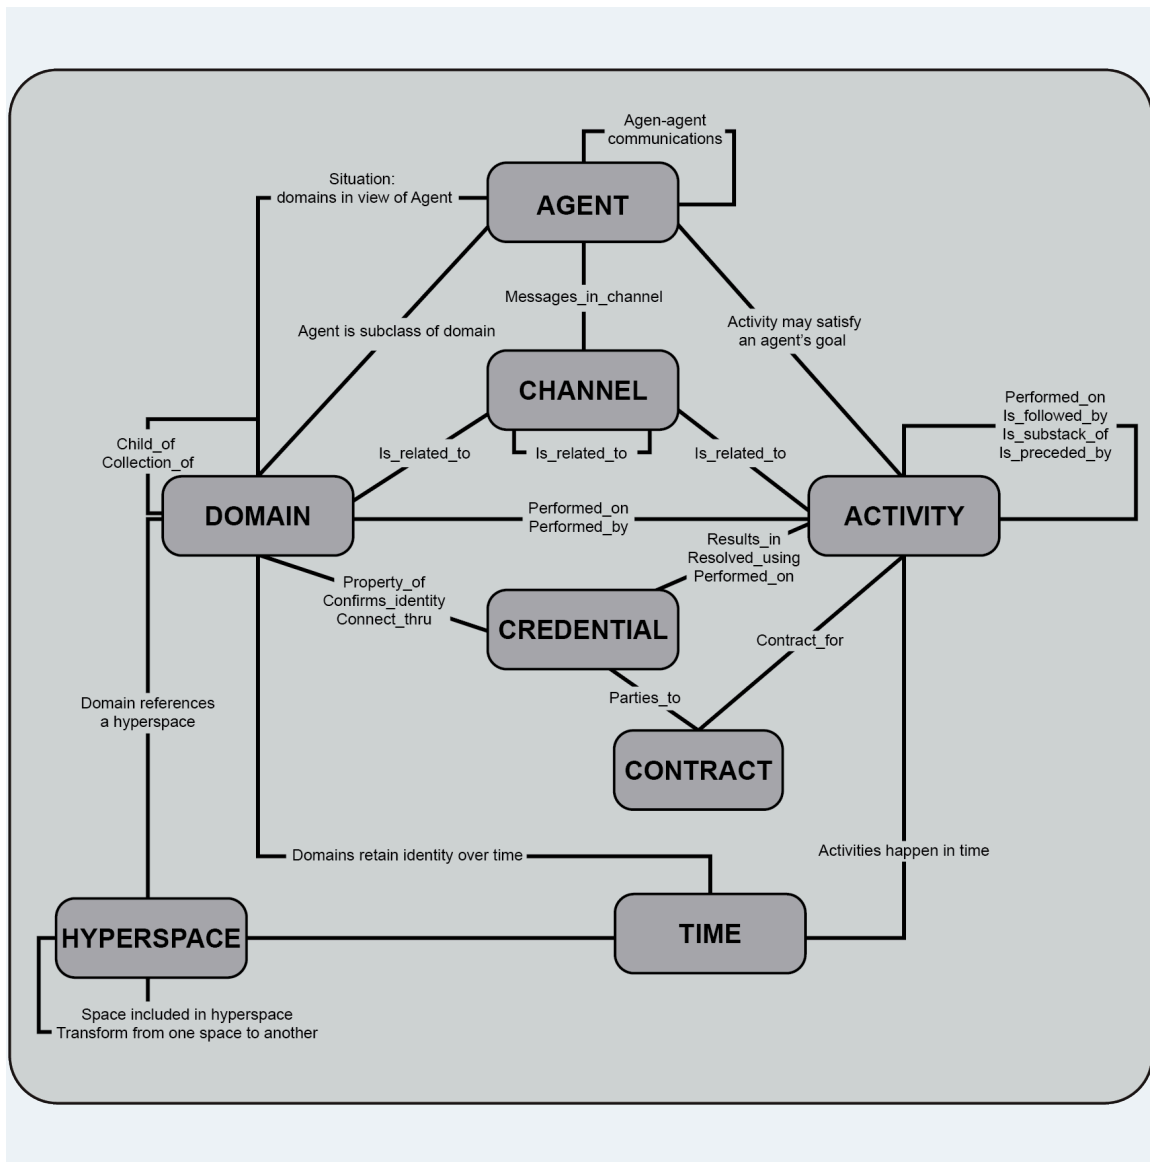 Agen-agent
communications
Situation:
domains in view of Agent
AGENT
Messages_in_channel
Agent is subclass of domain
Activity may satisfy
an agent's goal
CHANNEL
Performed_on
Is_followed_by
Is_substack_of
Is_preceded_by
Child_of
Collection_of
Is_related_to
Is_related_to
Is_related_to
DOMAIN
Performed_on
Performed_by
ACTIVITY
Results_in
Resolved_using
Performed_on
Property_of
Confirms_identity
Connect_thru
CREDENTIAL
Contract_for
Parties_to
Domain references
a hyperspace
CONTRACT
Domains retain identity over time
Activities happen in time
HYPERSPACE
TIME
Space included in hyperspace
Transform from one space to another